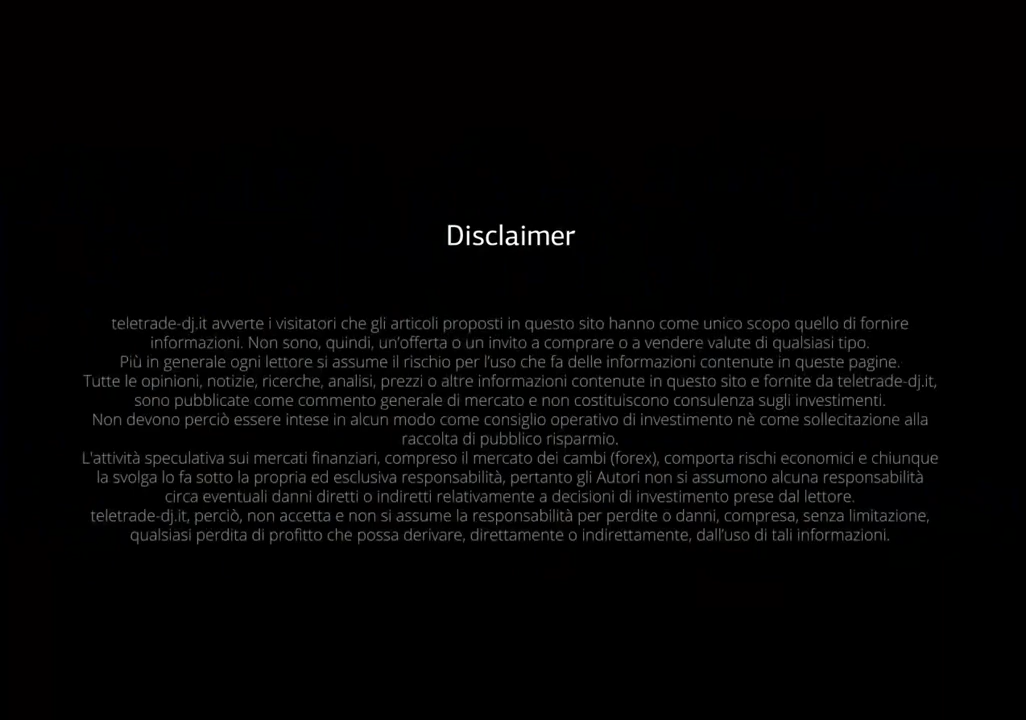 Disclaimer
teletrade-dj.it avverte i visitatori che gli articoli proposti in questo sito hanno come unico scopo quello di fornire
informazioni. Non sono, quindi, un'offerta o un invito a comprare o a vendere valute di qualsiasi tipo.
Più in generale ogni lettore si assume il rischio per l'uso che fa delle informazioni contenute in queste pagine.
Tutte le opinioni, notizie, ricerche, analisi, prezzi o altre informazioni contenute in questo sito e fornite da teletrade-dj.it,
sono pubblicate come commento generale di mercato e non costituiscono consulenza sugli investimenti.
Non devono perciò essere intese in alcun modo come consiglio operativo di investimento nè come sollecitazione alla
raccolta di pubblico risparmio.
L'attività speculativa sui mercati finanziari, compreso il mercato dei cambi (forex), comporta rischi economici e chiunque
la svolga lo fa sotto la propria ed esclusiva responsabilità, pertanto gli Autori non si assumono alcuna responsabilità
circa eventuali danni diretti o indiretti relativamente a decisioni di investimento prese dal lettore.
teletrade-dj.it, perciò, non accetta e non si assume la responsabilità per perdite o danni, compresa, senza limitazione,
qualsiasi perdita di profitto che possa derivare, direttamente o indirettamente, dall'uso di tali informazioni.